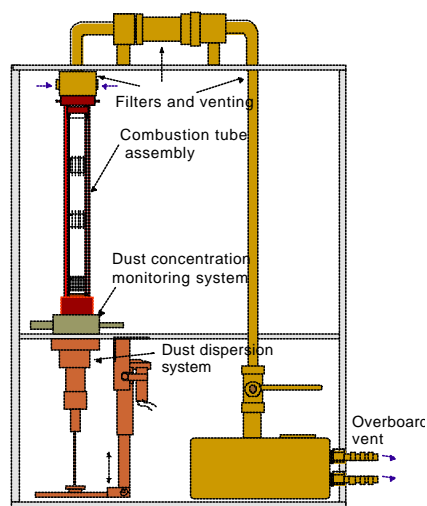 Filters and venting
Combustion tube
assembly
Dust concentration
monitoring system
Dust dispersion
system
Overboard
vent